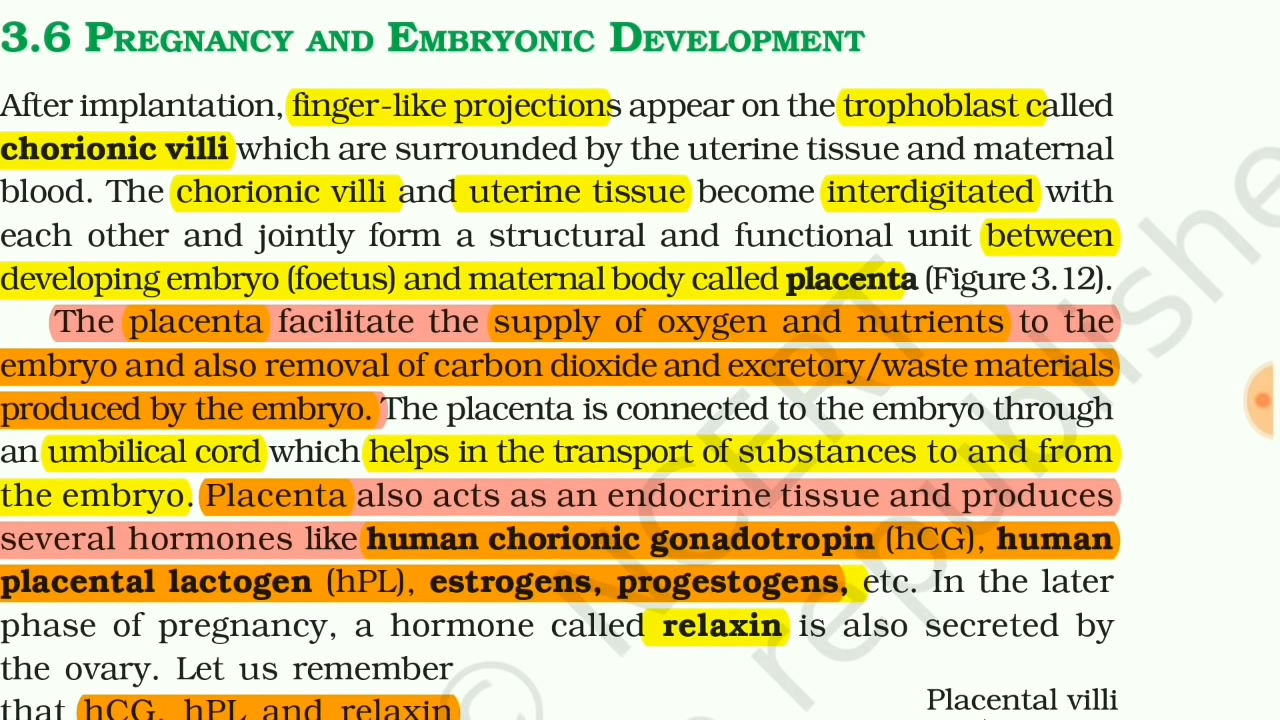 3.6 PREGNANCY AND EMBRYONIC DEVELOPMENT
After implantation, finger-like projections appear on the trophoblast called
chorionic villi which are surrounded by the uterine tissue and maternal
blood. The chorionic villi and uterine tissue become interdigitated with
each other and jointly form a structural and functional unit between
developing embryo (foetus) and maternal body called placenta (Figure 3.12).
The placenta facilitate the supply of oxygen and nutrients to the
embryo and also removal of carbon dioxide and excretory/waste materials
produced by the embryo. The placenta is connected to the embryo through
an umbilical cord which helps in the transport of substances to and from
the embryo. Placenta also acts as an endocrine tissue and produces
several hormones like human chorionic gonadotropin (hCG), human
placental lactogen (hPL), estrogens, progestogens, etc. In the later
phase of pregnancy, a hormone called relaxin is also secreted by
the ovary. Let us remember
that hCG, hPL and relaxin
Placental villi
© NCERT
republishe